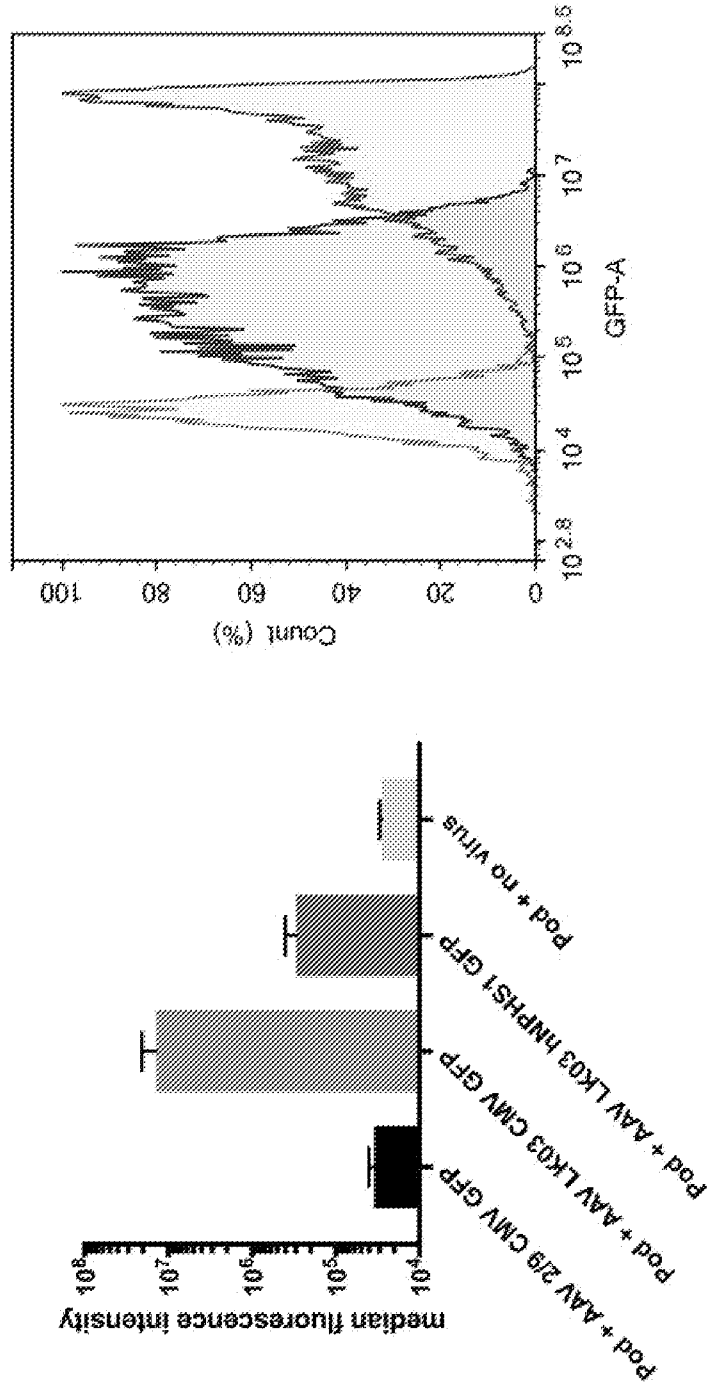 median fluorescence intensity
10^8
10^7
10^6
10^5
10^4
Pod + AAV 2/9 CMV GFP
Pod + AAV LK03 CMV GFP
Pod + AAV LK03 hNPHS1 GFP
Pod + no virus
Count (%)
100
80
60
40
20
0
10^2.8
10^4
10^5
10^6
10^7
10^8.5
GFP-A